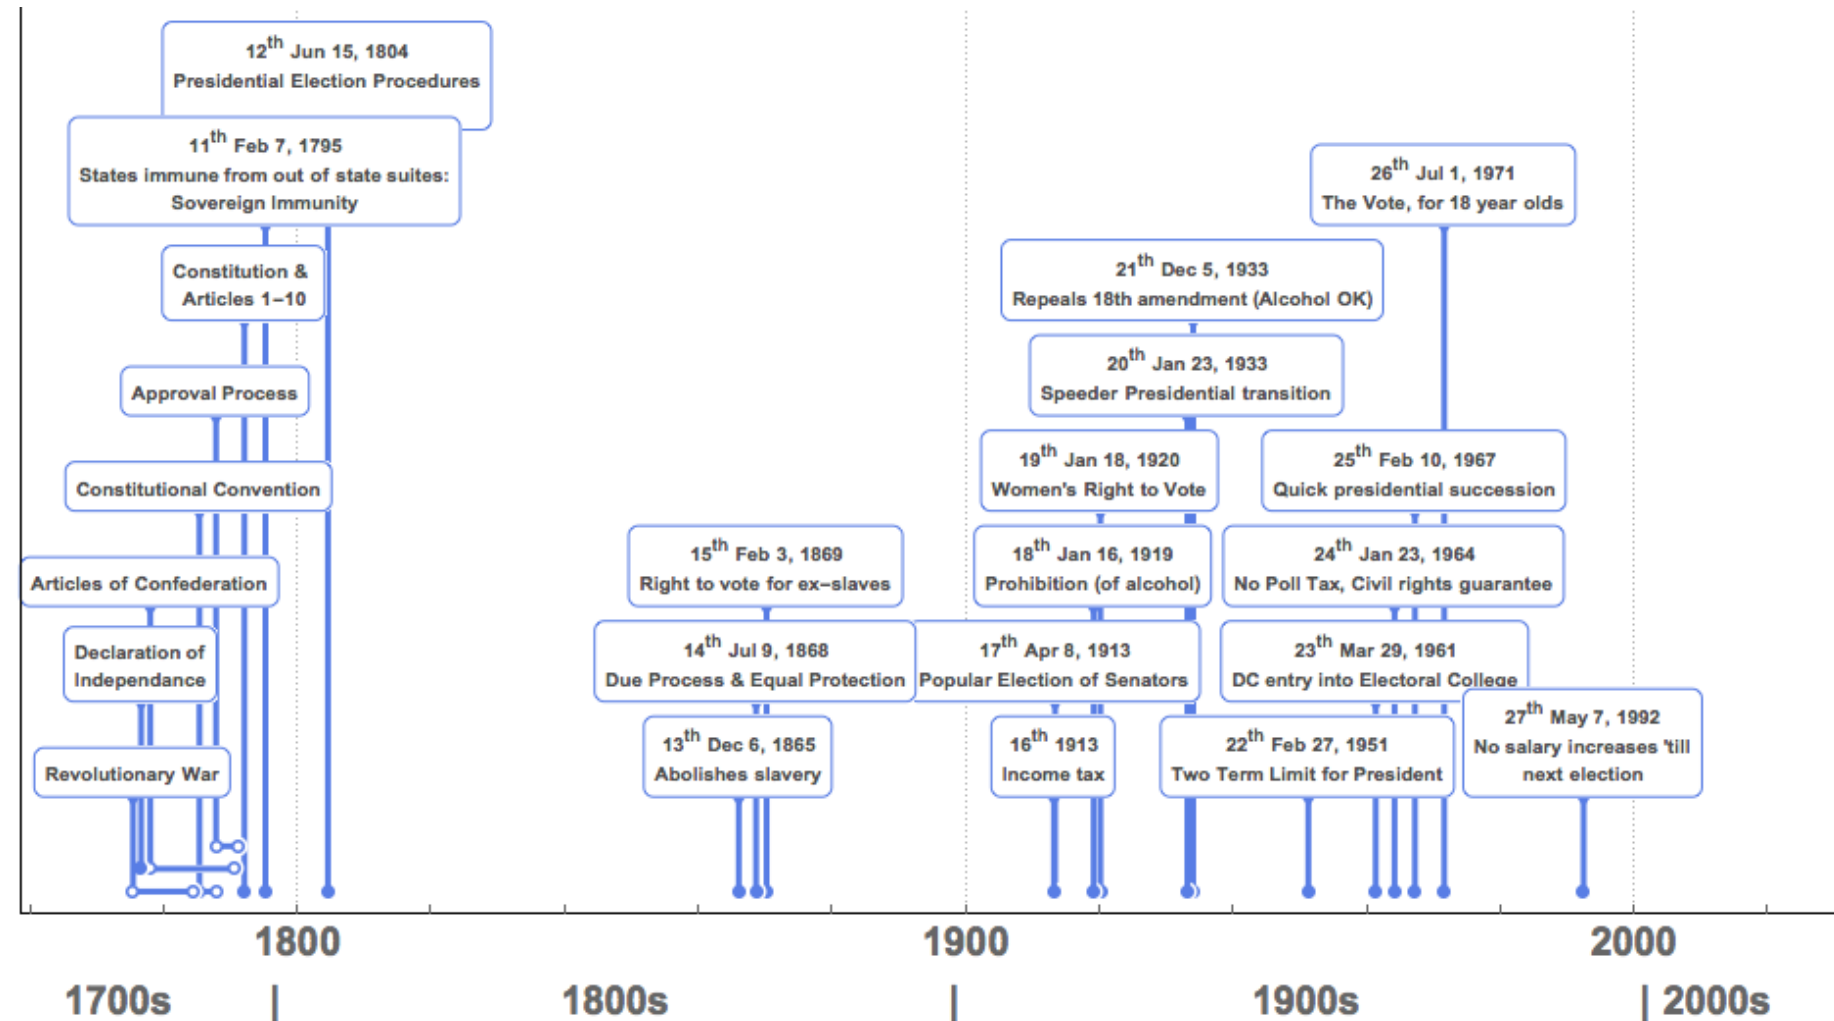 12th Jun 15, 1804
Presidential Election Procedures
11th Feb 7, 1795
States immune from out of state suites:
Sovereign Immunity
Constitution &
Articles 1–10
Approval Process
Constitutional Convention
Articles of Confederation
Declaration of
Independance
Revolutionary War
15th Feb 3, 1869
Right to vote for ex–slaves
14th Jul 9, 1868
Due Process & Equal Protection
13th Dec 6, 1865
Abolishes slavery
21th Dec 5, 1933
Repeals 18th amendment (Alcohol OK)
20th Jan 23, 1933
Speeder Presidential transition
19th Jan 18, 1920
Women's Right to Vote
18th Jan 16, 1919
Prohibition (of alcohol)
17th Apr 8, 1913
Popular Election of Senators
16th 1913
Income tax
26th Jul 1, 1971
The Vote, for 18 year olds
25th Feb 10, 1967
Quick presidential succession
24th Jan 23, 1964
No Poll Tax, Civil rights guarantee
23th Mar 29, 1961
DC entry into Electoral College
22th Feb 27, 1951
Two Term Limit for President
27th May 7, 1992
No salary increases 'till
next election
1800
1900
2000
1700s | 1800s | 1900s | 2000s